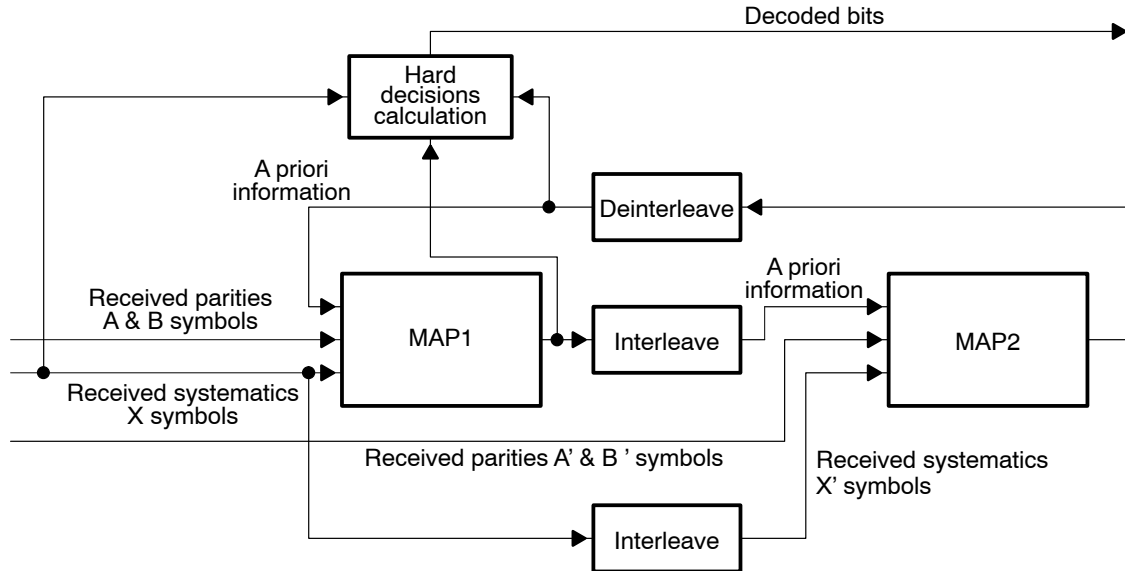 Decoded bits
Hard
decisions
calculation
A priori
information
Deinterleave
A priori
information
Received parities
A & B symbols
MAP1
Interleave
MAP2
Received systematics
X symbols
Received parities A’ & B ’ symbols
Received systematics
X’ symbols
Interleave